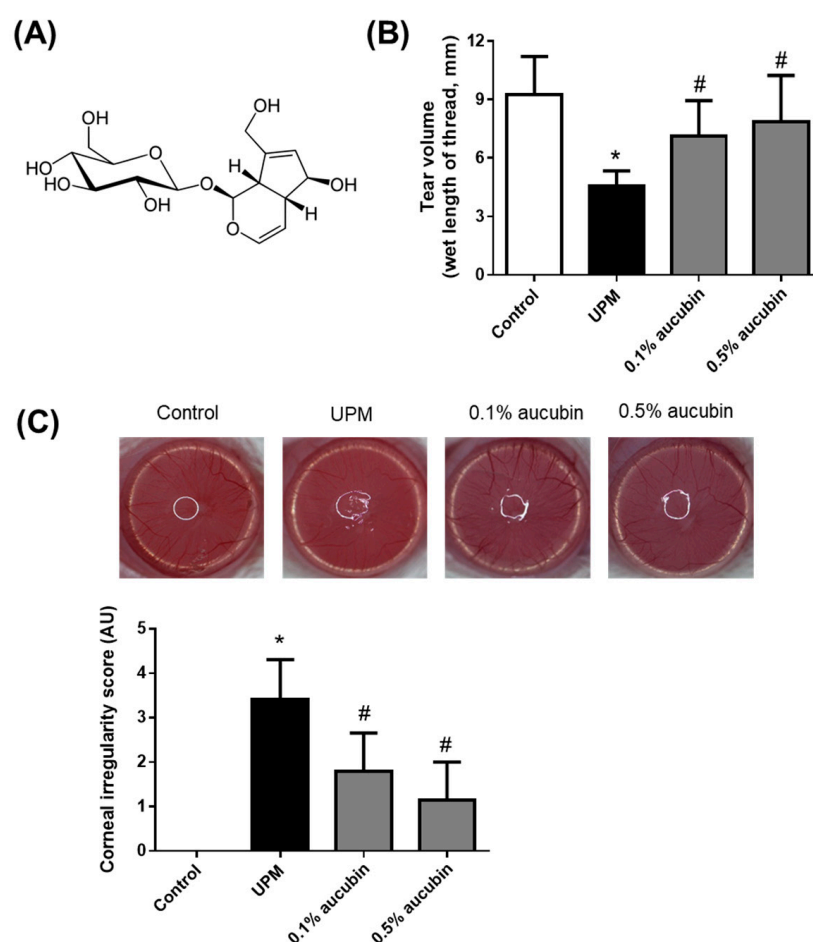 (A)
OH
OH
O
HO
HO
OH
O
H
H
OH
O
(B)
Tear volume
(wet length of thread, mm)
12
9
6
3
0
*
#
#
Control
UPM
0.1% aucubin
0.5% aucubin
(C)
Control
UPM
0.1% aucubin
0.5% aucubin
Corneal irregularity score (AU)
5
4
3
2
1
0
*
#
#
Control
UPM
0.1% aucubin
0.5% aucubin